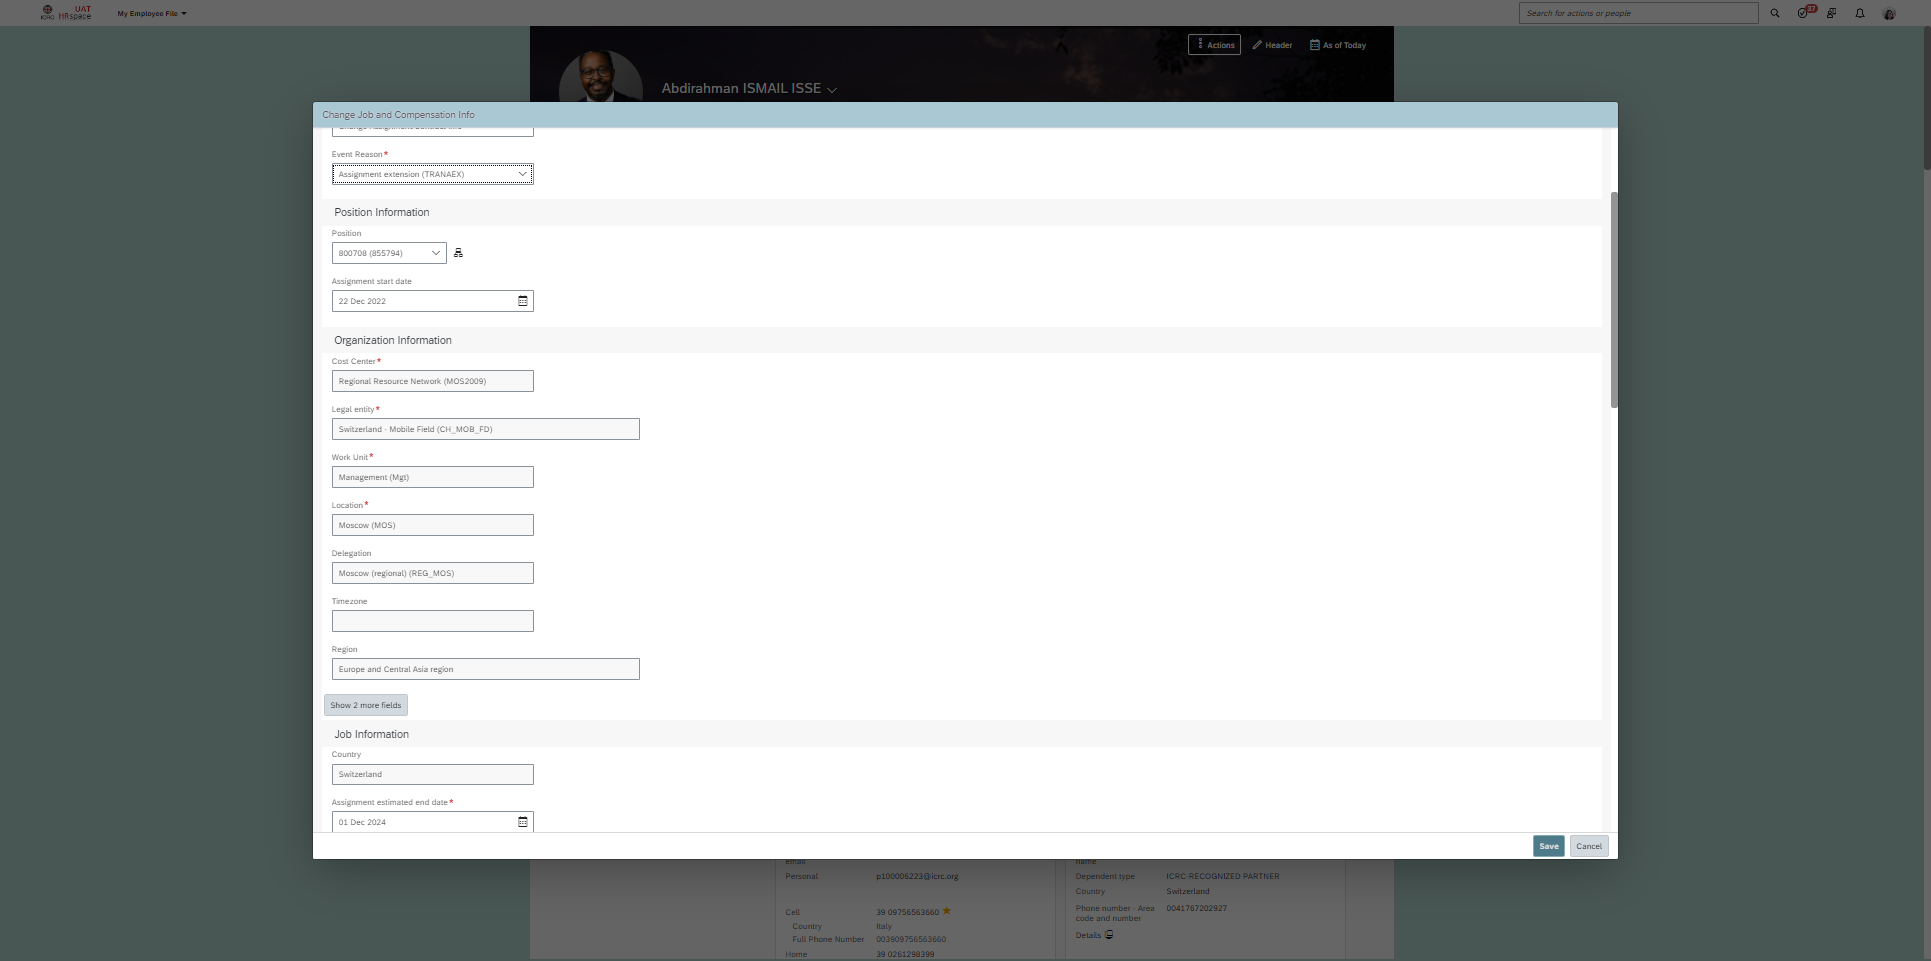 ICRC
UAT
HRspace
My Employee File
Search for actions or people
37
Actions
Header
As of Today
Abdirahman ISMAIL ISSE
Change Job and Compensation Info
Change Assignment Contract Info
Event Reason*
Assignment extension (TRANAEX)
Position Information
Position
800708 (855794)
Assignment start date
22 Dec 2022
Organization Information
Cost Center*
Regional Resource Network (MOS2009)
Legal entity*
Switzerland - Mobile Field (CH_MOB_FD)
Work Unit*
Management (Mgt)
Location*
Moscow (MOS)
Delegation
Moscow (regional) (REG_MOS)
Timezone
Region
Europe and Central Asia region
Show 2 more fields
Job Information
Country
Switzerland
Assignment estimated end date*
01 Dec 2024
Save
Cancel
email
Personal
p100006223@icrc.org
Cell
39 09756563660
Country
Italy
Full Phone Number
003909756563660
Home
39 0261298399
name
Dependent type
ICRC-RECOGNIZED PARTNER
Country
Switzerland
Phone number - Area code and number
0041767202927
Details